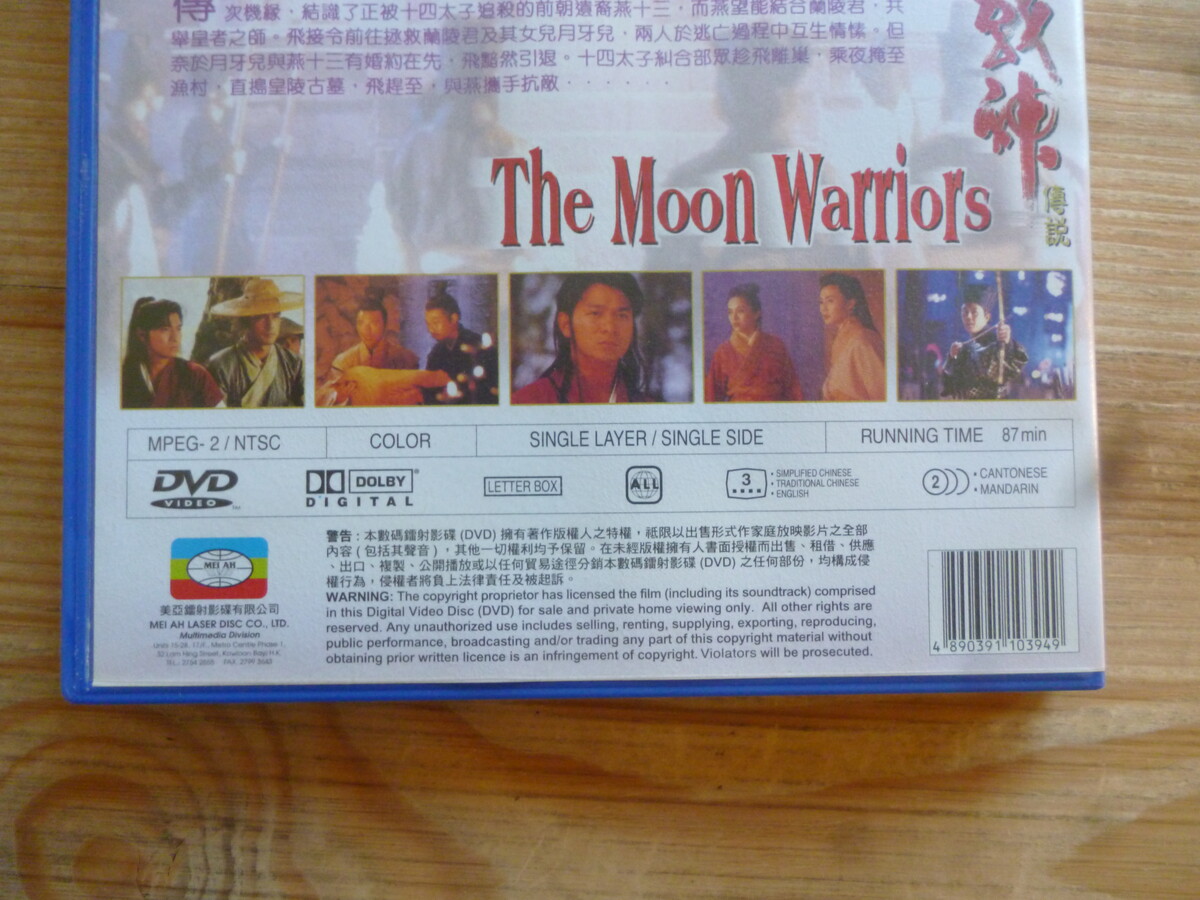 傳 次機緣，結識了正被十四太子追殺的前朝遺裔燕十三，而燕望能結合蘭陵君，共
舉皇者之師。飛接令前往拯救蘭陵君及其女兒月牙兒，兩人於逃亡過程中互生情愫。但
奈於月牙兒與燕十三有婚約在先，飛黯然引退。十四太子糾合部眾趁飛離巢，乘夜掩至
漁村，直搗皇陵古墓，飛趕至，與燕攜手抗敵．．．．．．
戰神
傳說
The Moon Warriors
MPEG- 2 / NTSC COLOR SINGLE LAYER / SINGLE SIDE RUNNING TIME 87 min
DVD VIDEO
DOLBY DIGITAL
LETTER BOX
ALL
3
• SIMPLIFIED CHINESE
• TRADITIONAL CHINESE
• ENGLISH
2
• CANTONESE
• MANDARIN
MEI AH
美亞鐳射影碟有限公司
MEI AH LASER DISC CO., LTD.
Multimedia Division
警告 : 本數碼鐳射影碟 (DVD) 擁有著作版權人之特權，祇限以出售形式作家庭放映影片之全部
內容 ( 包括其聲音 ) ，其他一切權利均予保留。在未經版權擁有人書面授權而出售、租借、供應
、出口、複製、公開播放或以任何貿易途徑分銷本數碼鐳射影碟 (DVD) 之任何部份，均構成侵
權行為，侵權者將負上法律責任及被起訴。
WARNING: The copyright proprietor has licensed the film (including its soundtrack) comprised
in this Digital Video Disc (DVD) for sale and private home viewing only. All other rights are
reserved. Any unauthorized use includes selling, renting, supplying, exporting, reproducing,
public performance, broadcasting and/or trading any part of this copyright material without
obtaining prior written licence is an infringement of copyright. Violators will be prosecuted.
4 890391 103949